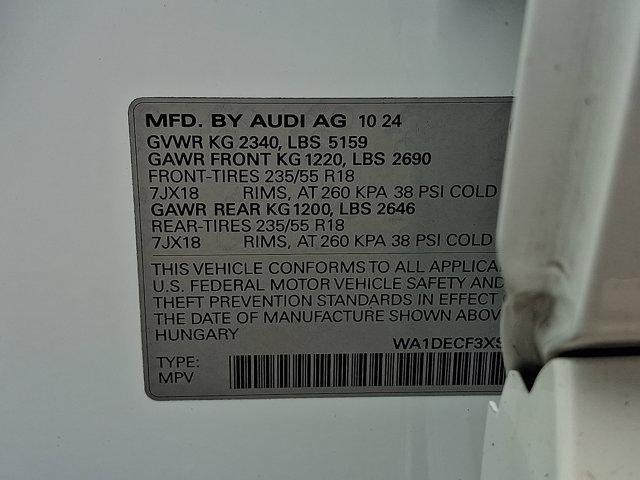 MFD. BY AUDI AG 10 24
GVWR KG 2340, LBS 5159
GAWR FRONT KG 1220, LBS 2690
FRONT-TIRES 235/55 R18
7JX18 RIMS, AT 260 KPA 38 PSI COLD
GAWR REAR KG 1200, LBS 2646
REAR-TIRES 235/55 R18
7JX18 RIMS, AT 260 KPA 38 PSI COLD
THIS VEHICLE CONFORMS TO ALL APPLICA
U.S. FEDERAL MOTOR VEHICLE SAFETY AND
THEFT PREVENTION STANDARDS IN EFFECT
THE DATE OF MANUFACTURE SHOWN ABOV
HUNGARY
WA1DECF3XS
TYPE:
MPV